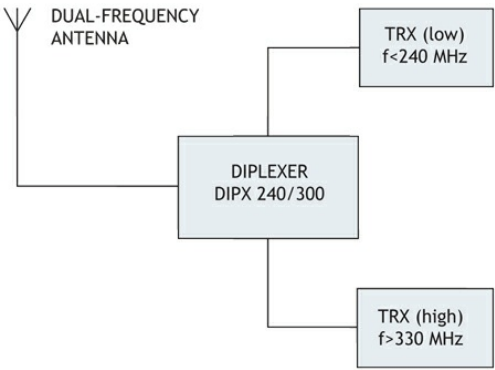 DUAL-FREQUENCY
ANTENNA
TRX (low)
f<240 MHz
DIPLEXER
DIPX 240/300
TRX (high)
f>330 MHz